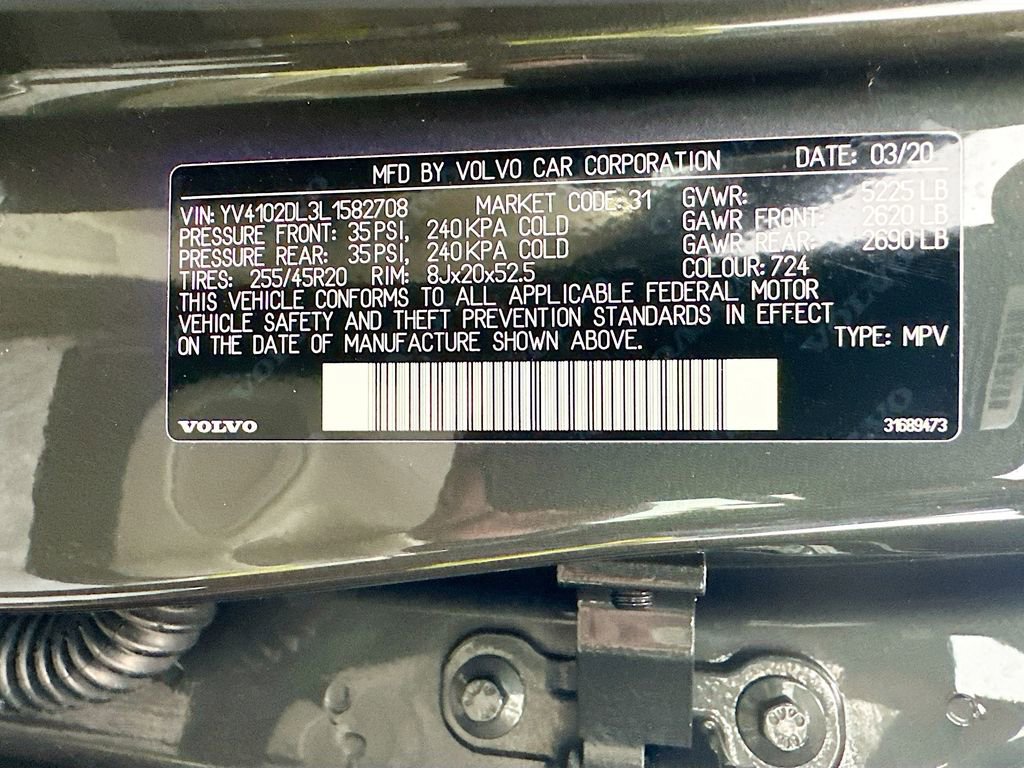 MFD BY VOLVO CAR CORPORATION DATE: 03/20
VIN: YV4102DL3L1582708 MARKET CODE: 31 GVWR: 5225 LB
PRESSURE FRONT: 35 PSI, 240 KPA COLD GAWR FRONT: 2620 LB
PRESSURE REAR: 35 PSI, 240 KPA COLD GAWR REAR: 2690 LB
TIRES: 255/45R20 RIM: 8Jx20x52.5 COLOUR: 724
THIS VEHICLE CONFORMS TO ALL APPLICABLE FEDERAL MOTOR
VEHICLE SAFETY AND THEFT PREVENTION STANDARDS IN EFFECT
ON THE DATE OF MANUFACTURE SHOWN ABOVE. TYPE: MPV
VOLVO 31689473